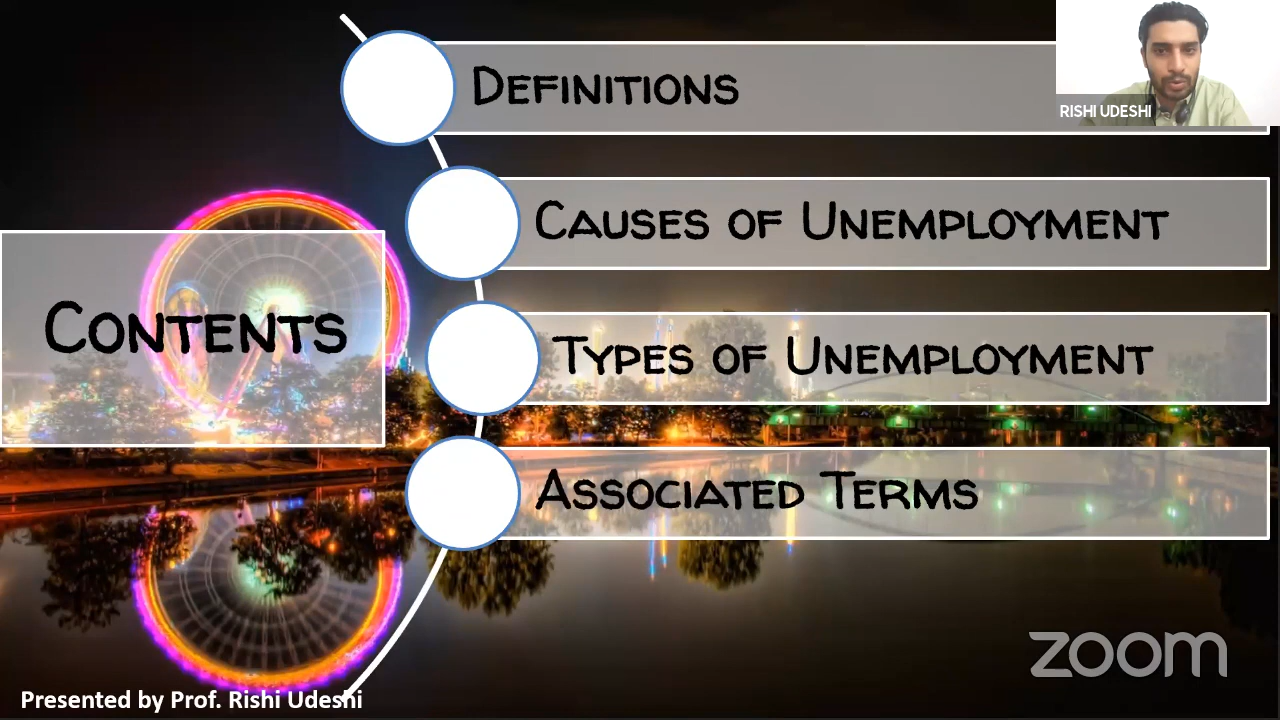 Definitions
RISHI UDESHI
Causes of Unemployment
Contents
Types of Unemployment
Associated Terms
zoom
Presented by Prof. Rishi Udeshi